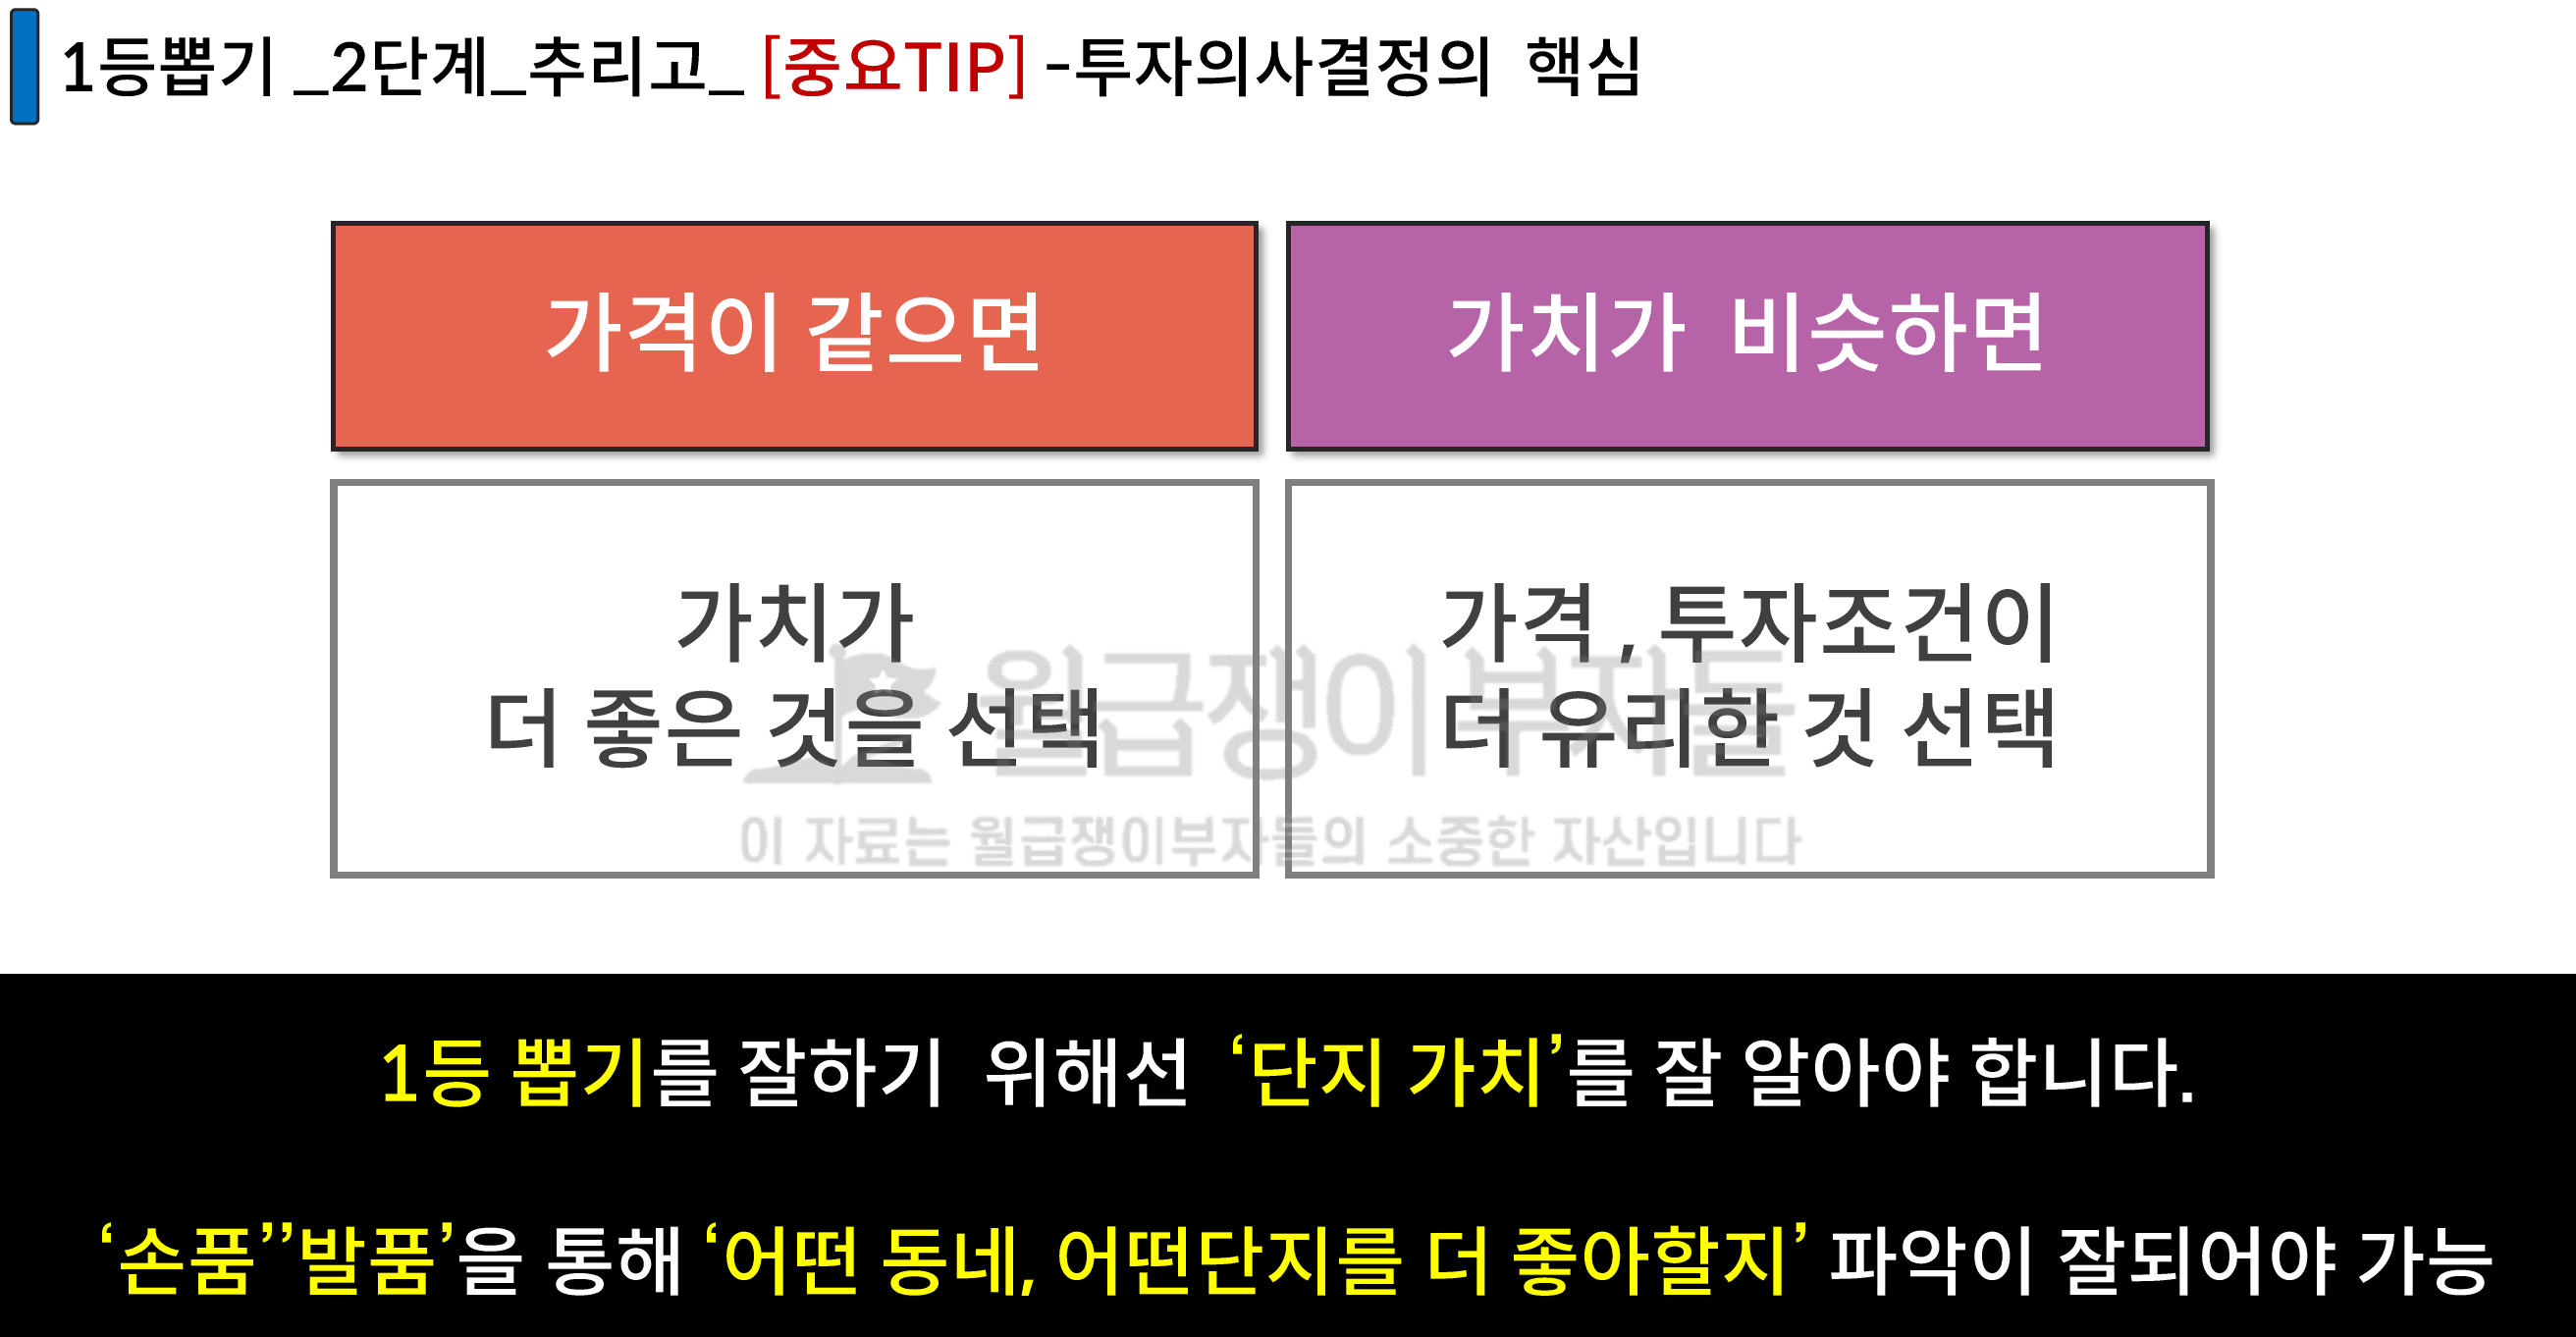 1등뽑기 _2단계_추리고_ [중요TIP] -투자의사결정의 핵심
가격이 같으면
가치가 비슷하면
가치가
더 좋은 것을 선택
가격, 투자조건이
더 유리한 것 선택
월급쟁이부자들
이 자료는 월급쟁이부자들의 소중한 자산입니다
1등 뽑기를 잘하기 위해선 ‘단지 가치’를 잘 알아야 합니다.
‘손품’’발품’을 통해 ‘어떤 동네, 어떤단지를 더 좋아할지’ 파악이 잘되어야 가능